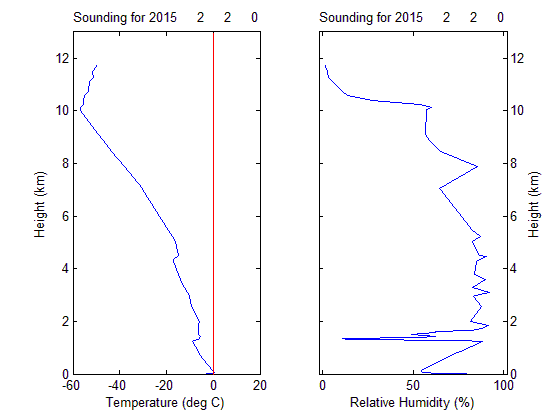 Sounding for 2015 2 2 0
Sounding for 2015 2 2 0
12
10
8
6
4
2
0
Height (km)
-60 -40 -20 0 20
Temperature (deg C)
12
10
8
6
4
2
0
Height (km)
0 50 100
Relative Humidity (%)